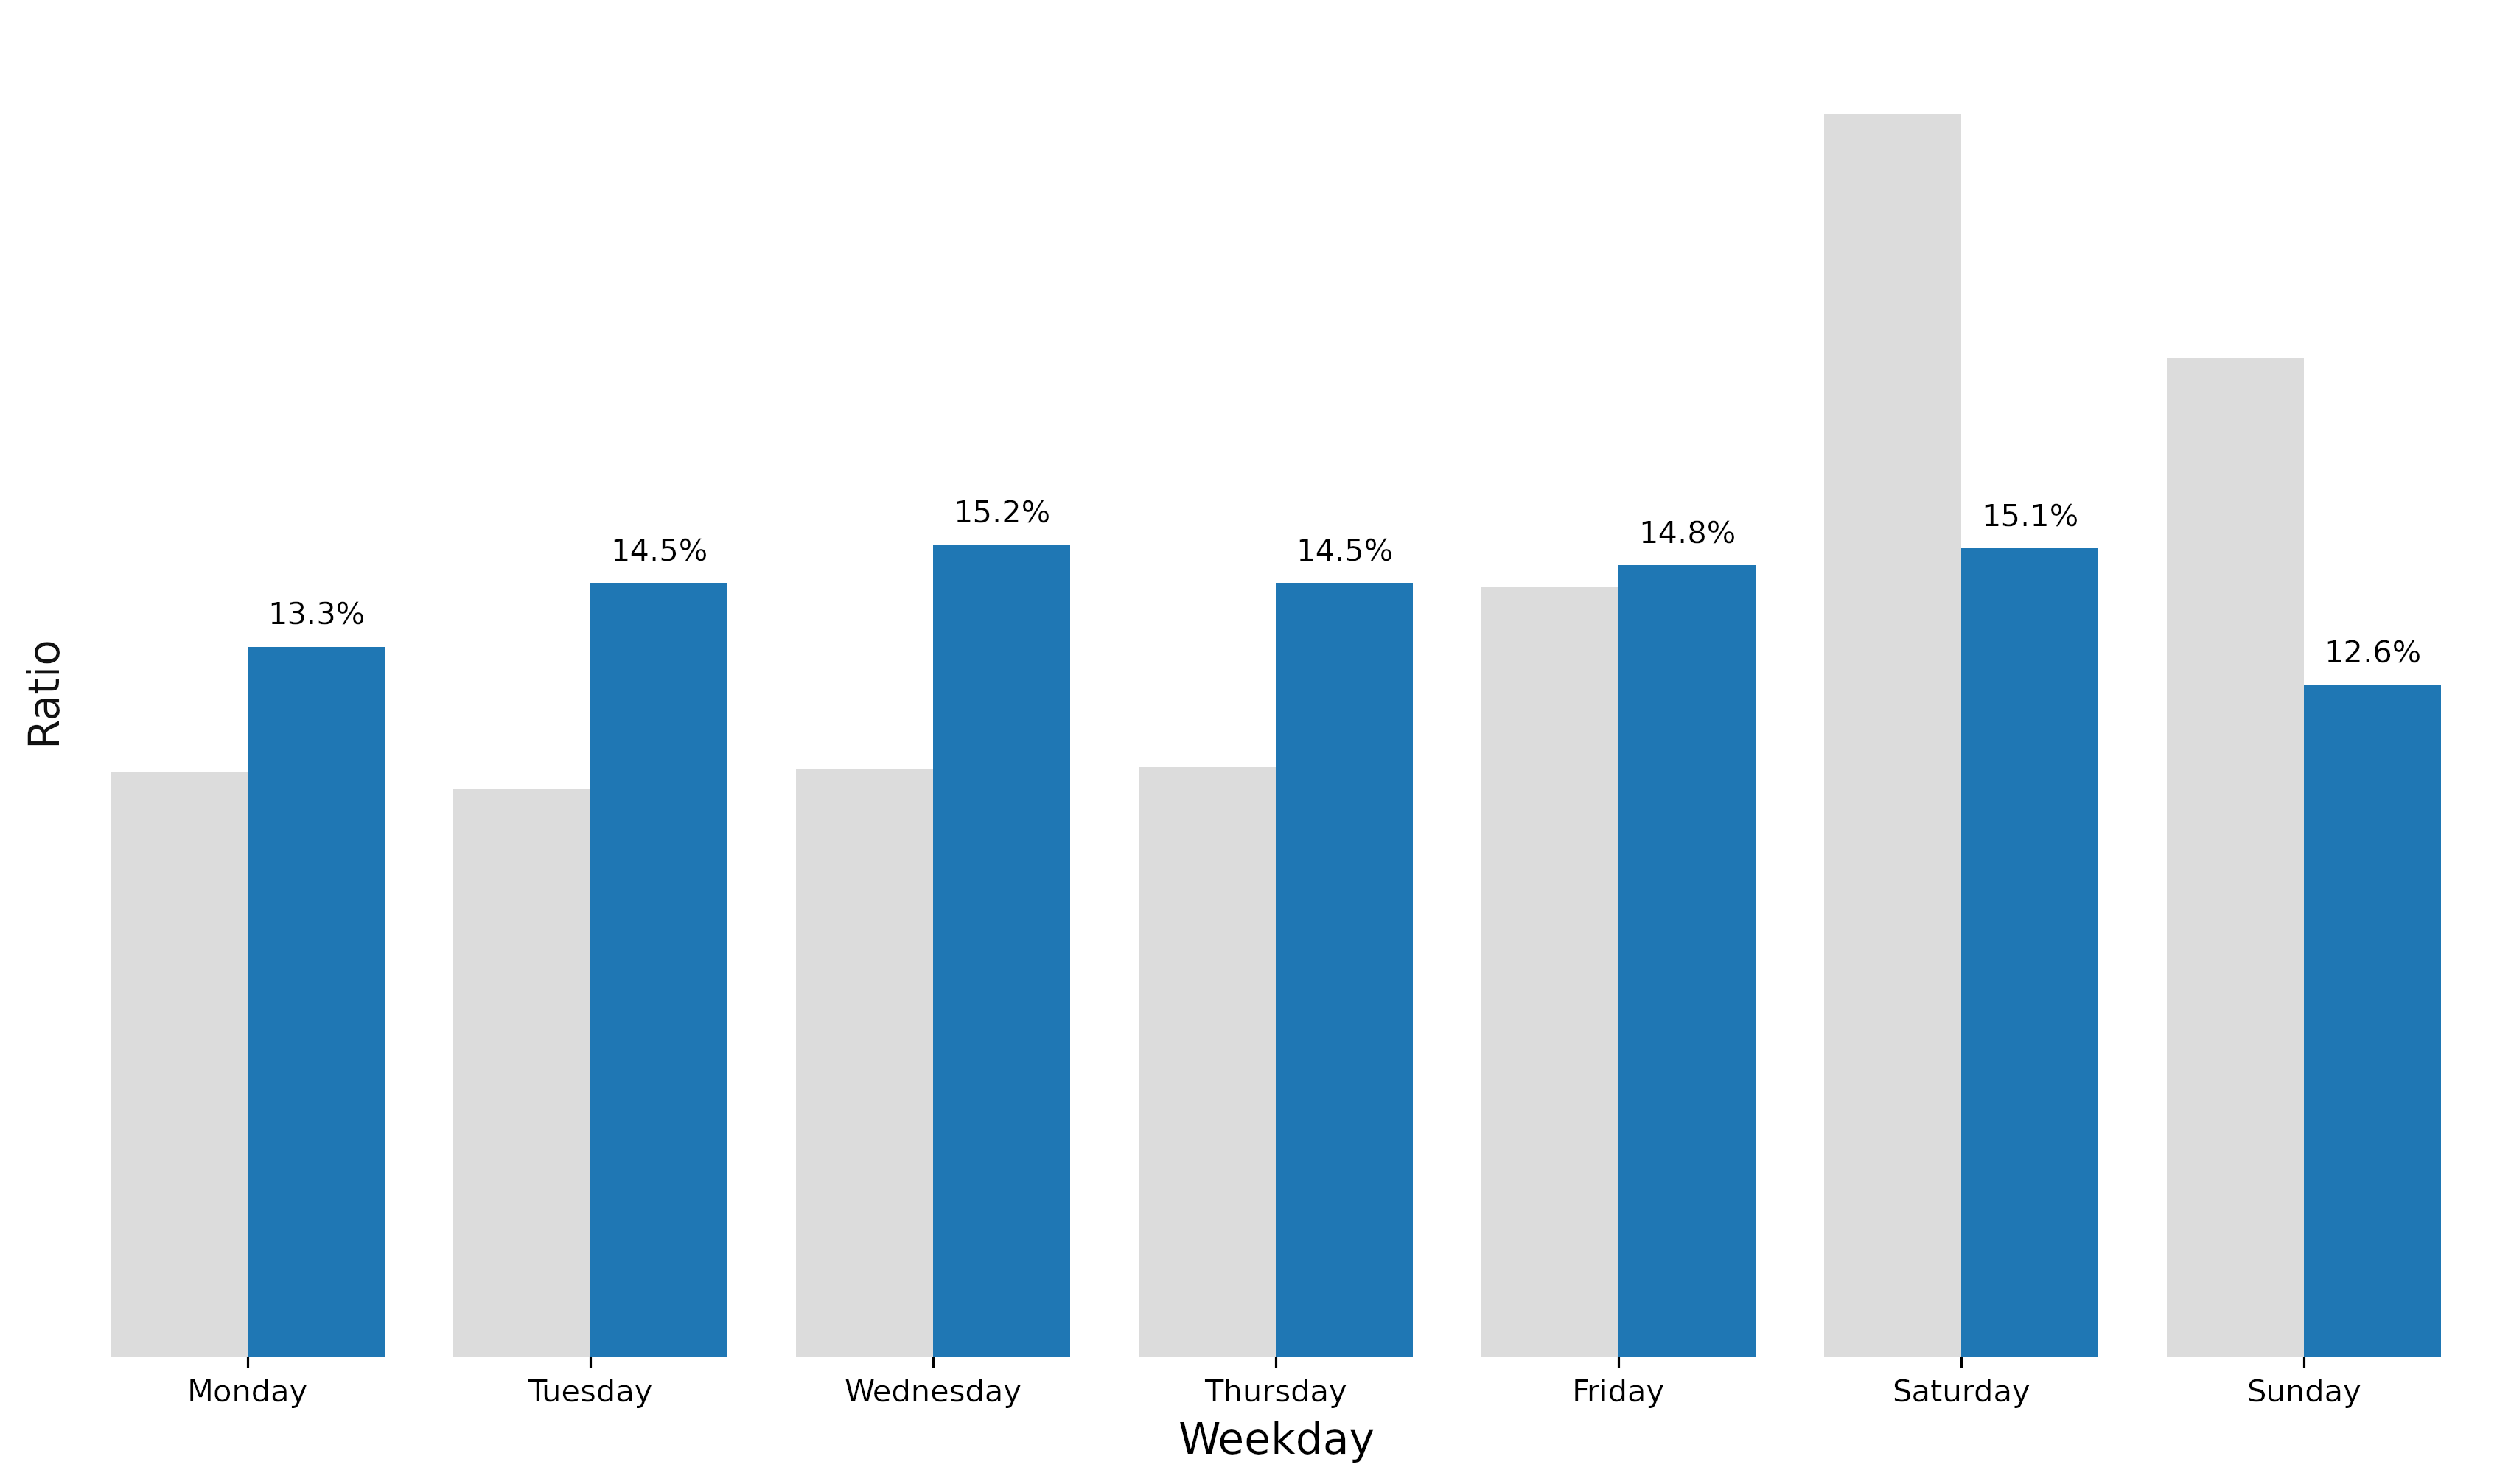 Ratio
13.3%
14.5%
15.2%
14.5%
14.8%
15.1%
12.6%
Monday
Tuesday
Wednesday
Thursday
Friday
Saturday
Sunday
Weekday